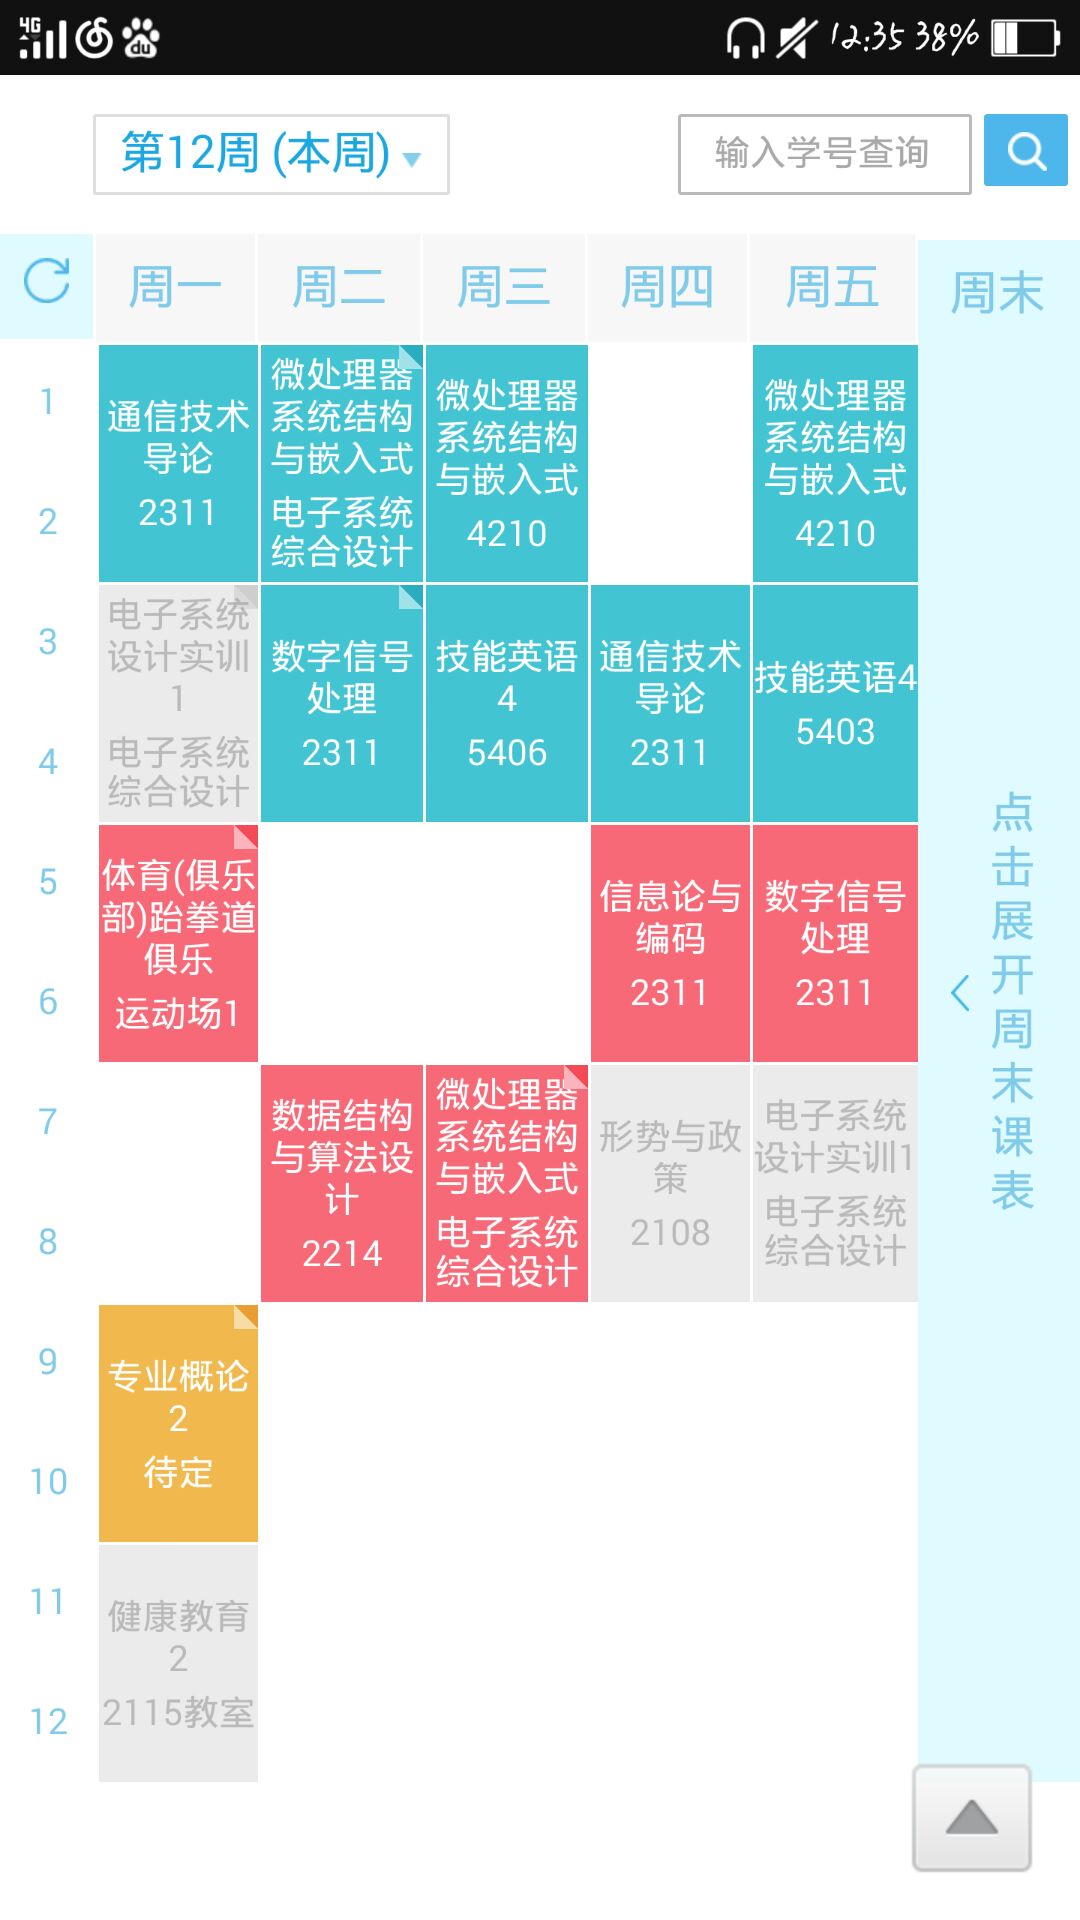 4G
du
12:35 38%
第12周 (本周)
输入学号查询
周一 周二 周三 周四 周五 周末
1
2
通信技术
导论
2311
微处理器
系统结构
与嵌入式
电子系统
综合设计
微处理器
系统结构
与嵌入式
4210
微处理器
系统结构
与嵌入式
4210
3
4
电子系统
设计实训
1
电子系统
综合设计
数字信号
处理
2311
技能英语
4
5406
通信技术
导论
2311
技能英语4
5403
5
6
体育(俱乐
部)跆拳道
俱乐
运动场1
信息论与
编码
2311
数字信号
处理
2311
7
8
数据结构
与算法设
计
2214
微处理器
系统结构
与嵌入式
电子系统
综合设计
形势与政
策
2108
电子系统
设计实训1
电子系统
综合设计
9
10
专业概论
2
待定
11
12
健康教育
2
2115教室
点击展开周末课表